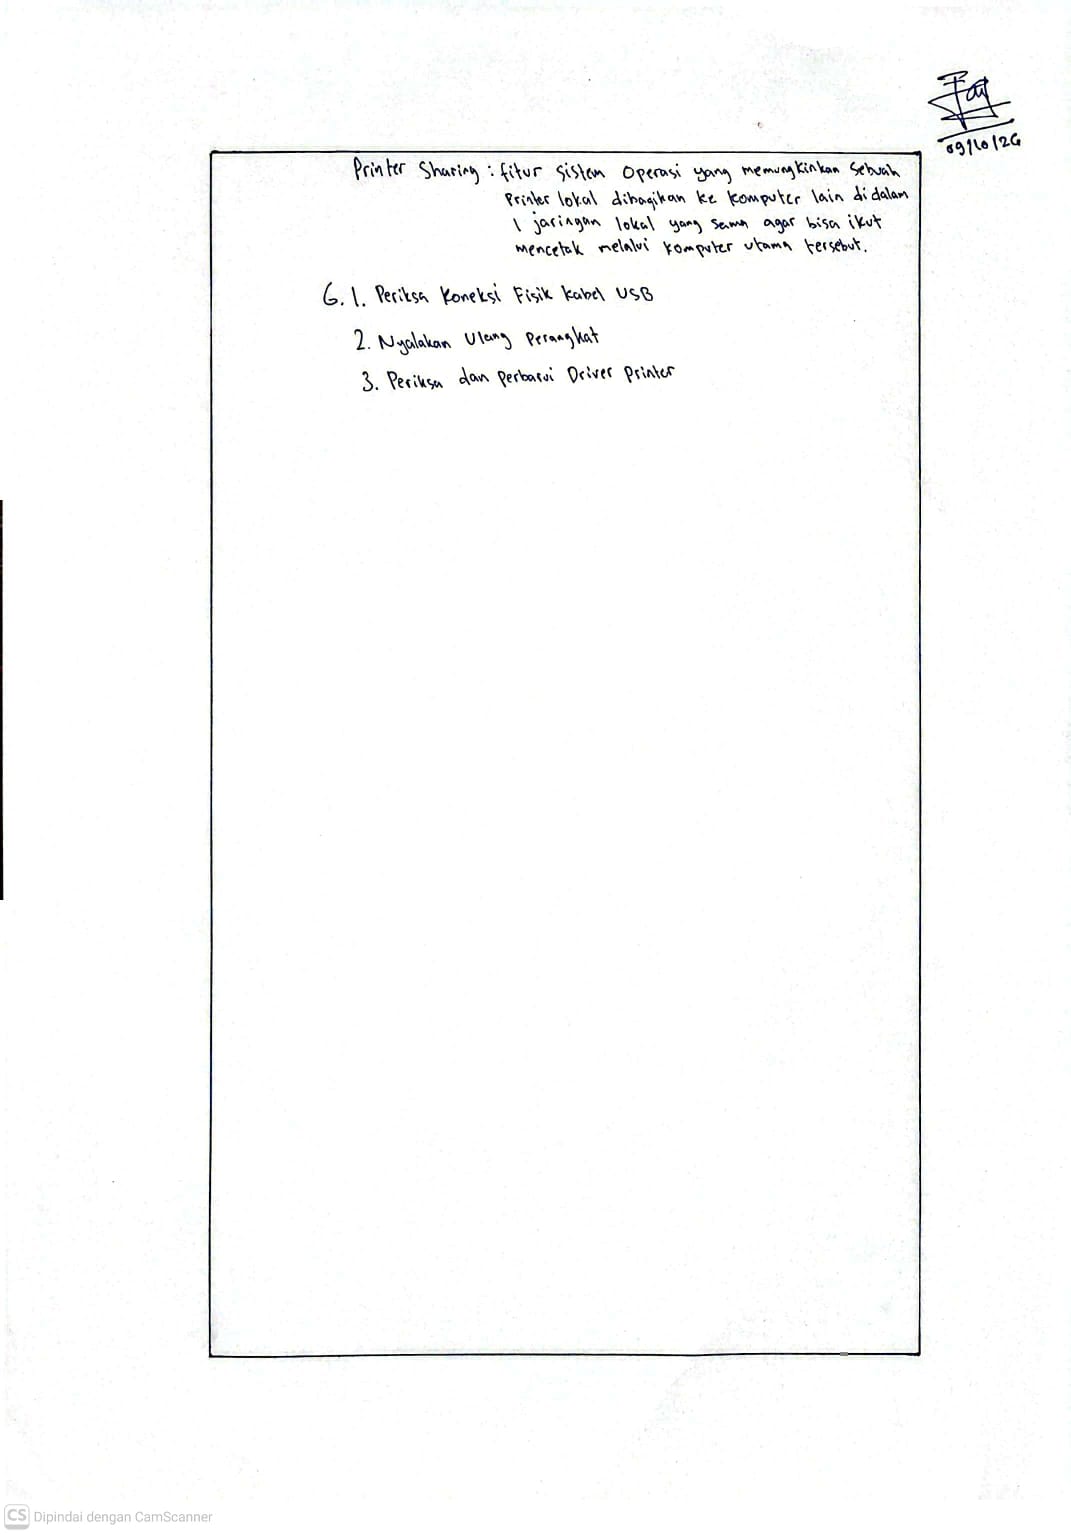 09/10/26
Printer Sharing : fitur sistem Operasi yang memungkinkan sebuah
Printer lokal dibagikan ke komputer lain didalam
1 jaringan lokal yang sama agar bisa ikut
mencetak melalui komputer utama tersebut.
6. 1. Periksa Koneksi Fisik Kabel USB
2. Nyalakan Ulang Perangkat
3. Periksa dan Perbarui Driver Printer
CS Dipindai dengan CamScanner